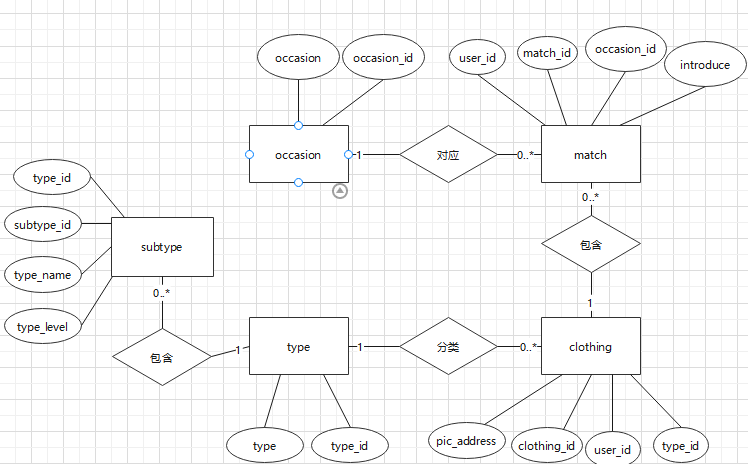 occasion
occasion_id
user_id
match_id
occasion_id
introduce
occasion
1
对应
0..*
match
type_id
subtype_id
type_name
type_level
subtype
0..*
包含
1
0..*
包含
1
type
1
分类
0..*
clothing
type
type_id
pic_address
clothing_id
user_id
type_id